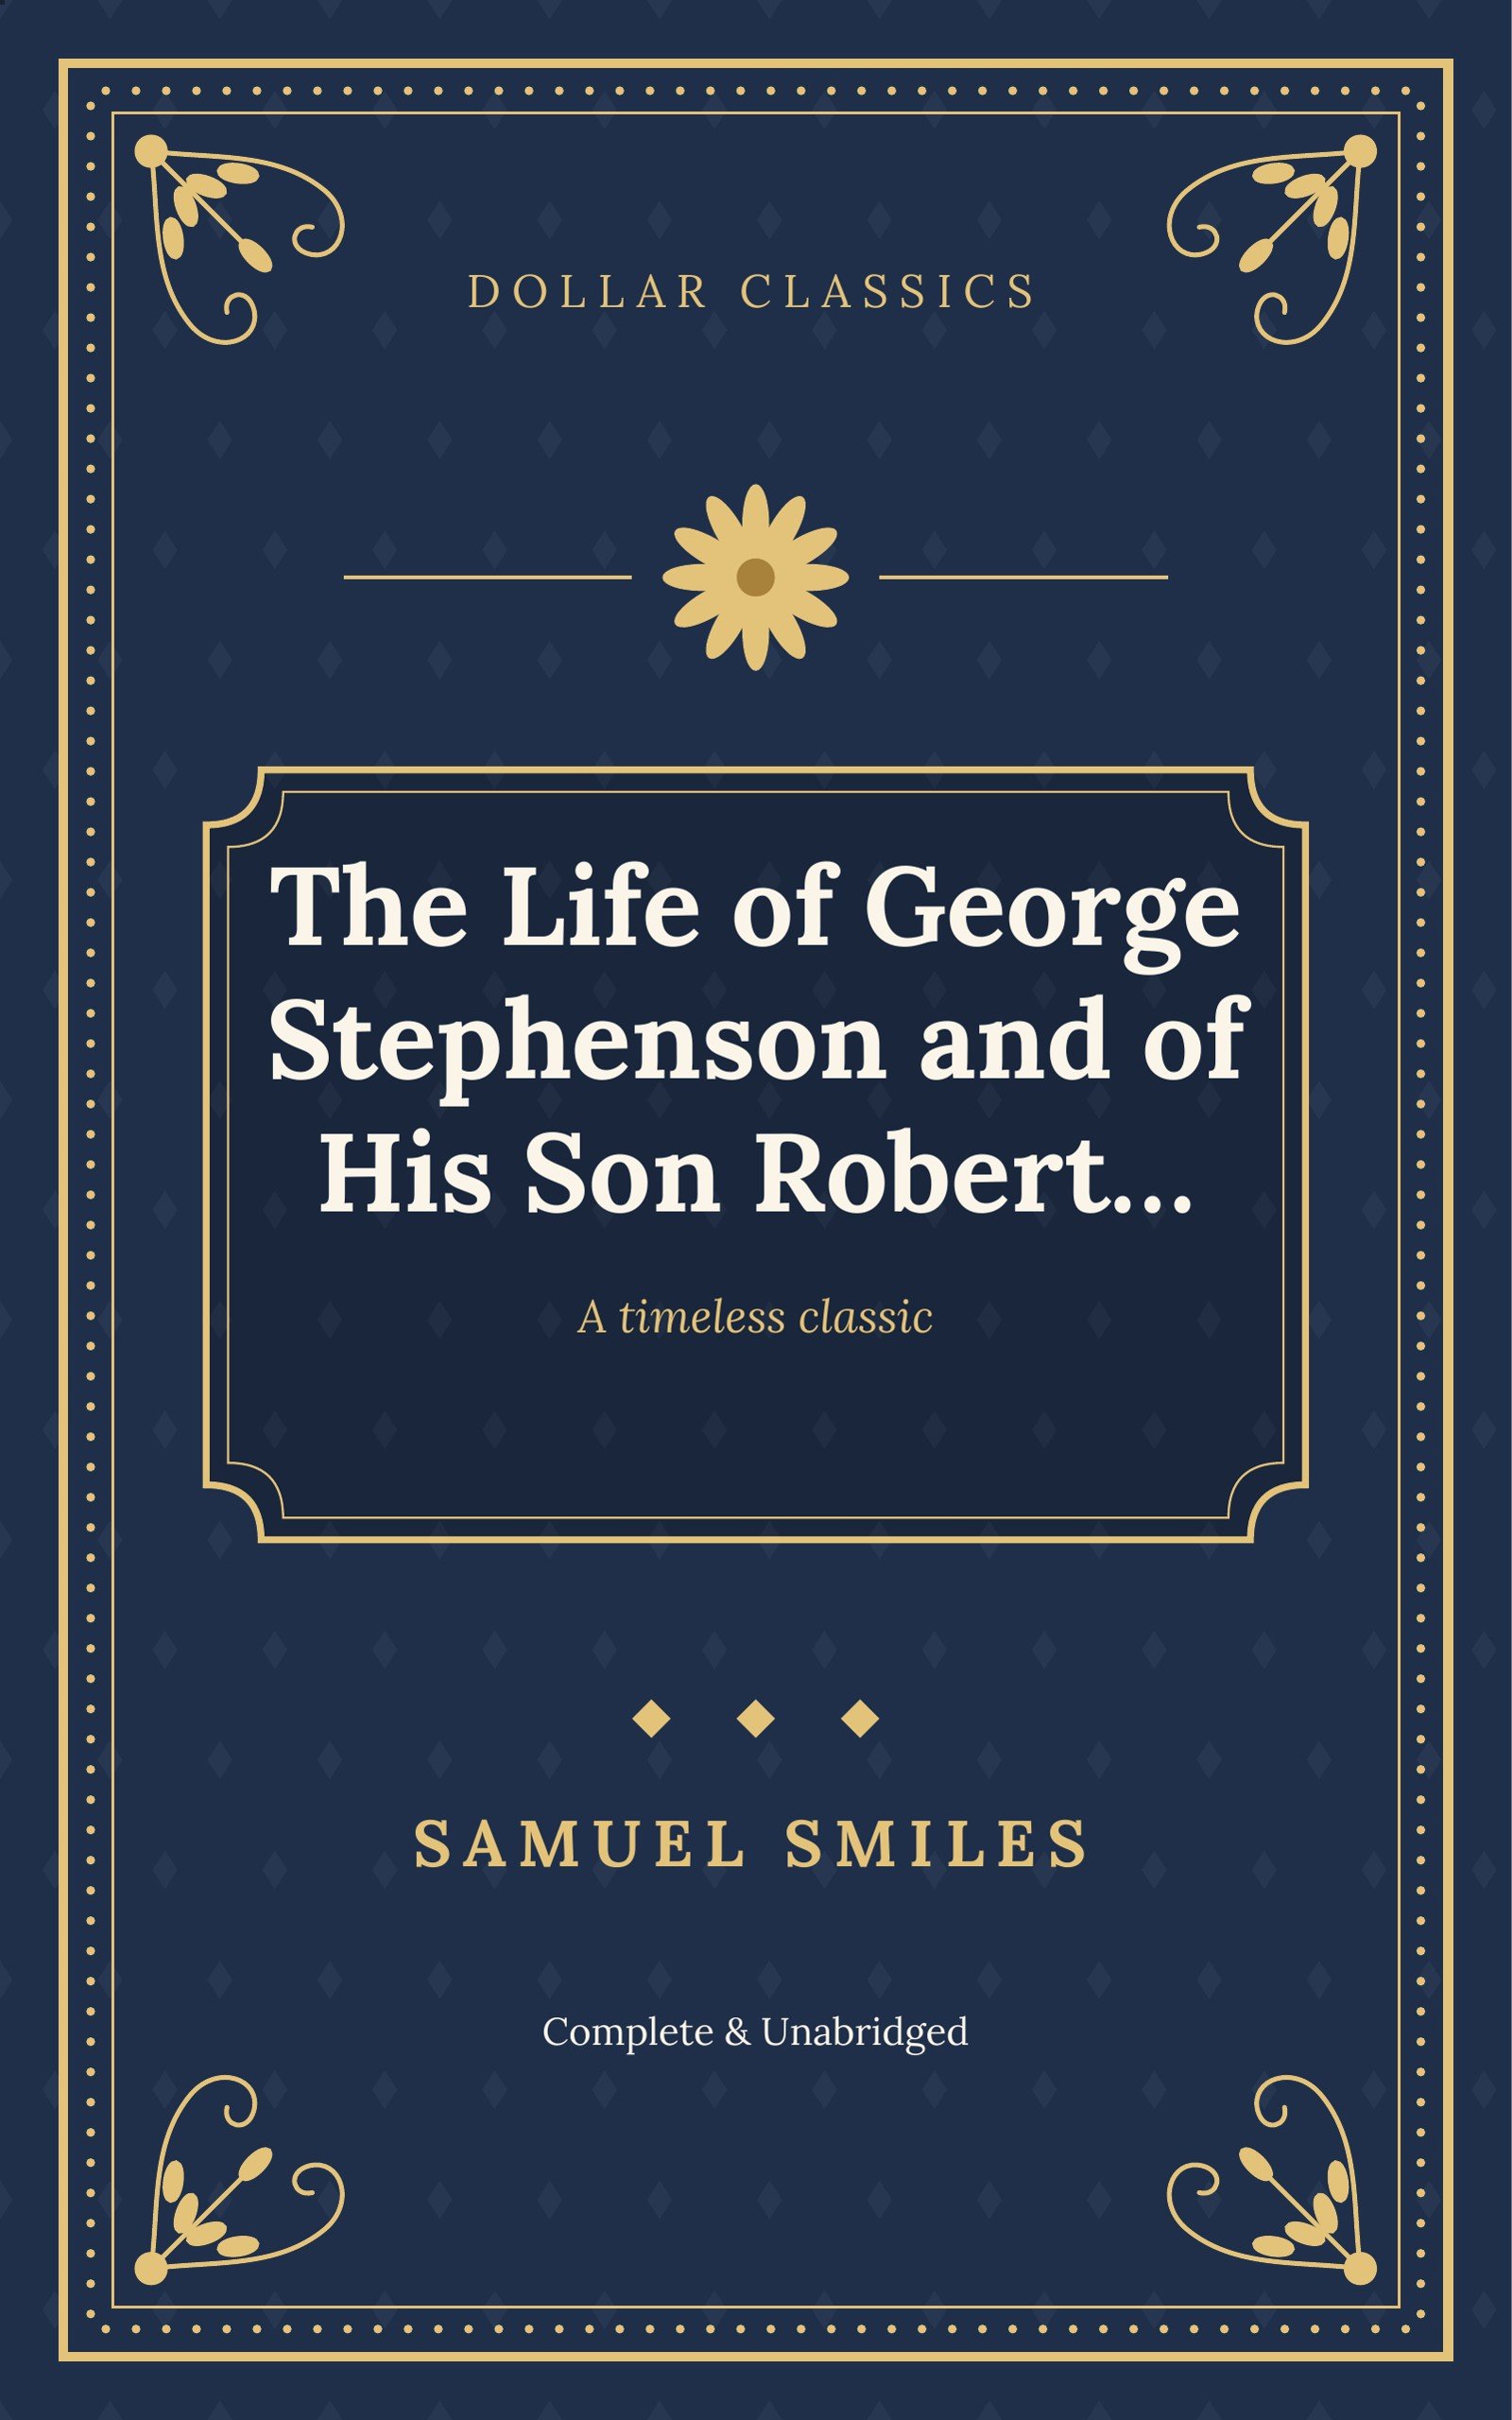 DOLLAR CLASSICS
The Life of George
Stephenson and of
His Son Robert...
A timeless classic
SAMUEL SMILES
Complete & Unabridged